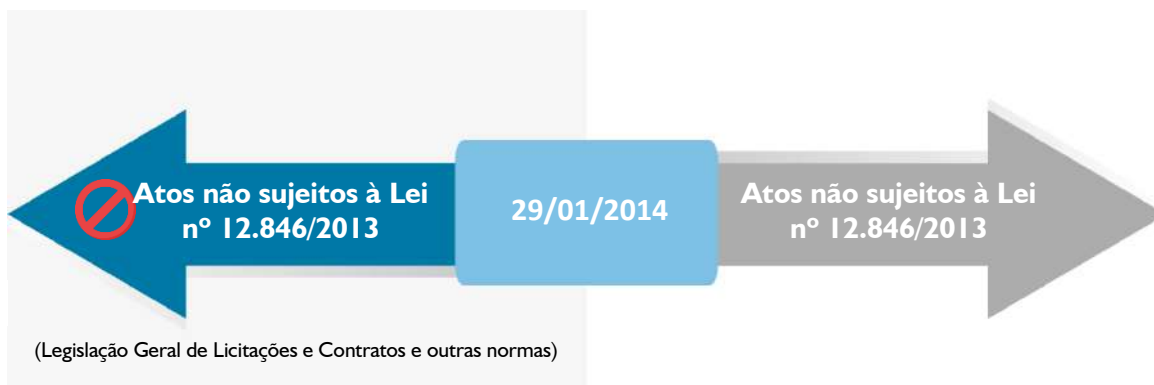 Atos não sujeitos à Lei
nº 12.846/2013
29/01/2014
Atos não sujeitos à Lei
nº 12.846/2013
(Legislação Geral de Licitações e Contratos e outras normas)